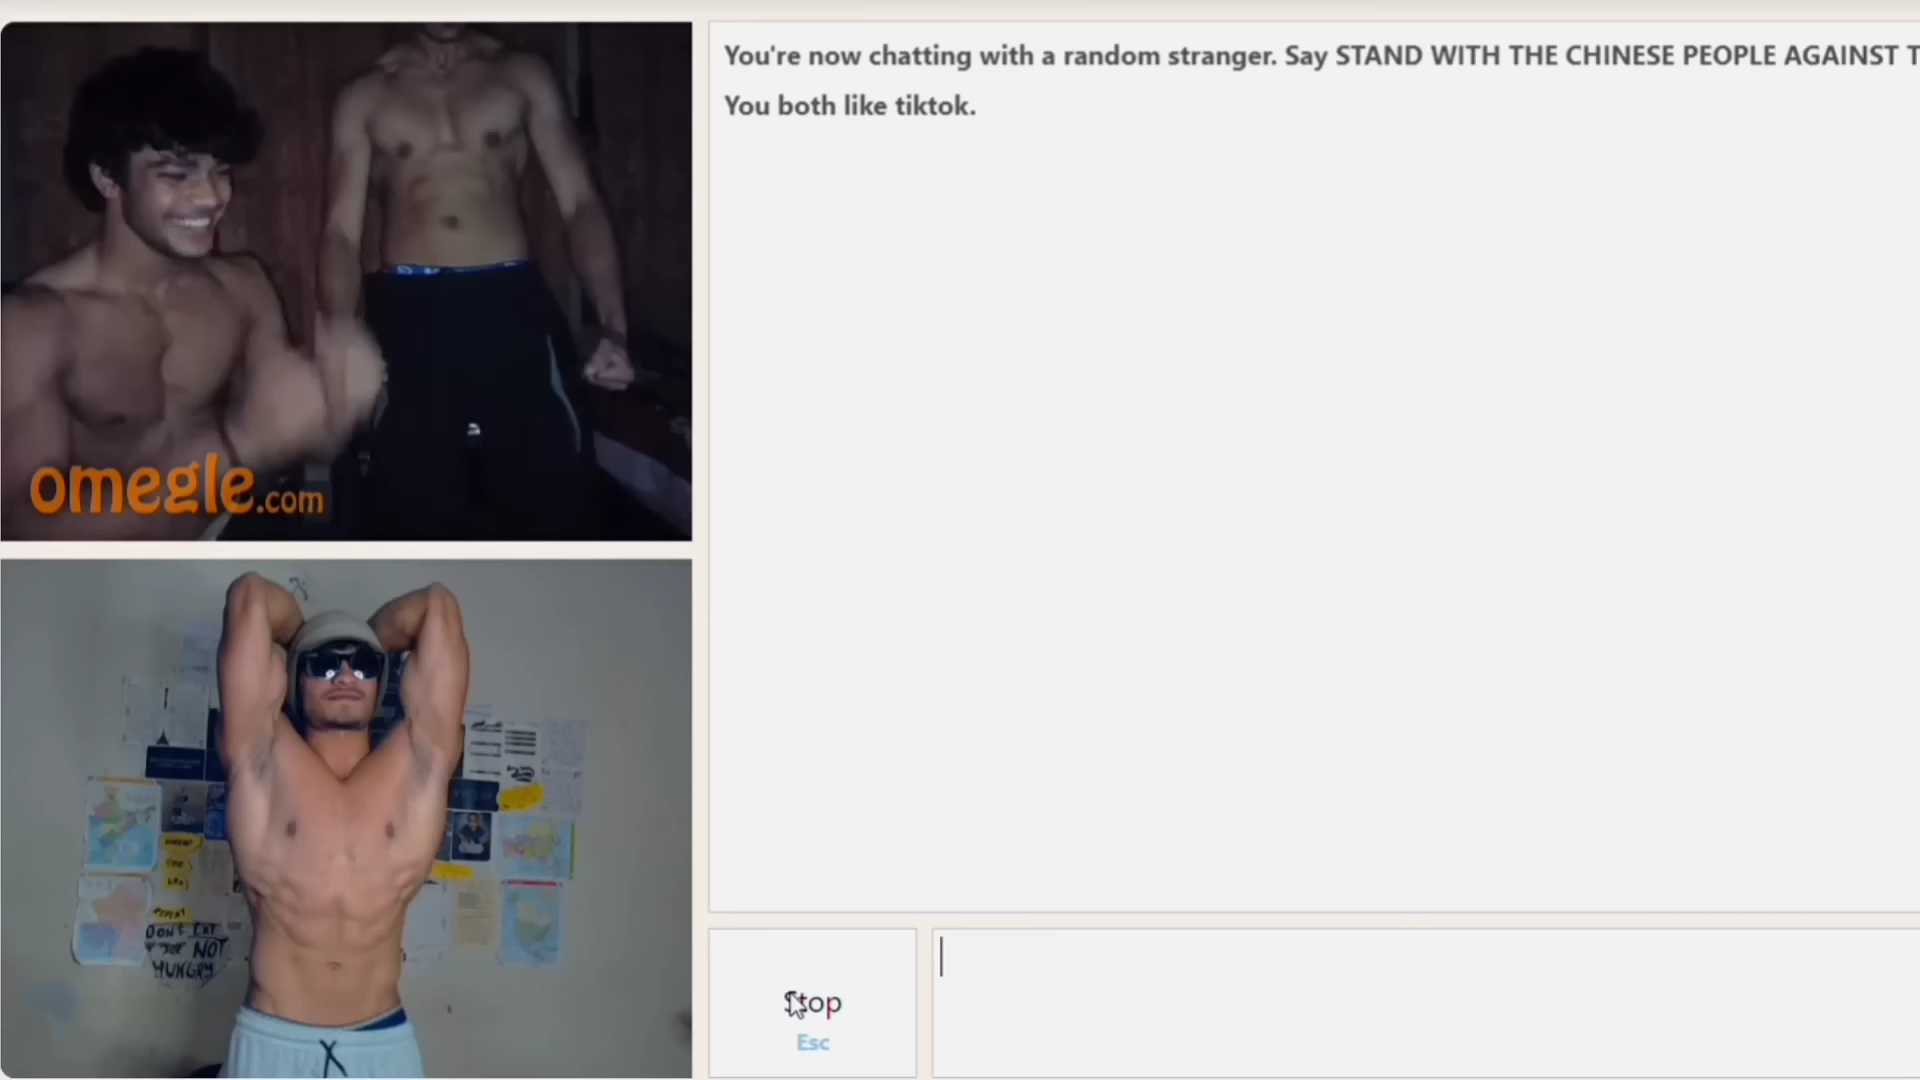 You're now chatting with a random stranger. Say STAND WITH THE CHINESE PEOPLE AGAINST T
You both like tiktok.
omegle.com
DON'T EAT
NOT
HUNGRY
Stop
Esc